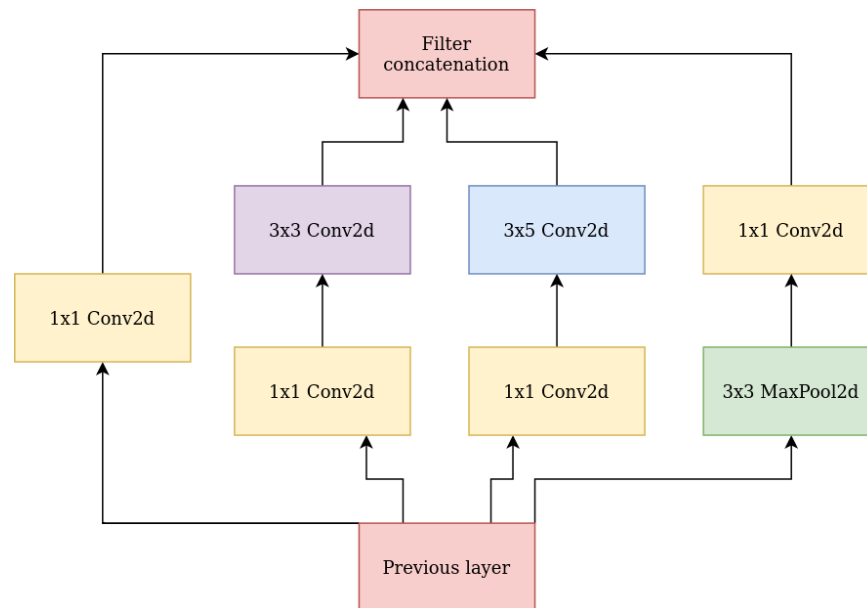 Filter
concatenation
3x3 Conv2d
3x5 Conv2d
1x1 Conv2d
1x1 Conv2d
1x1 Conv2d
1x1 Conv2d
3x3 MaxPool2d
Previous layer